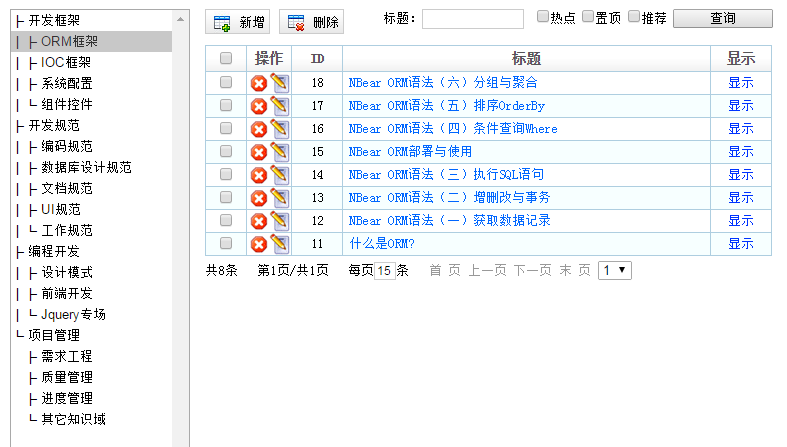 ├ 开发框架
│ ├ ORM框架
│ ├ IOC框架
│ ├ 系统配置
│ └ 组件控件
├ 开发规范
│ ├ 编码规范
│ ├ 数据库设计规范
│ ├ 文档规范
│ ├ UI规范
│ └ 工作规范
├ 编程开发
│ ├ 设计模式
│ ├ 前端开发
│ └ Jquery专场
└ 项目管理
├ 需求工程
├ 质量管理
├ 进度管理
└ 其它知识域
新增 删除 标题: 热点 置顶 推荐 查询
操作 ID 标题 显示
18 NBear ORM语法（六）分组与聚合 显示
17 NBear ORM语法（五）排序OrderBy 显示
16 NBear ORM语法（四）条件查询Where 显示
15 NBear ORM部署与使用 显示
14 NBear ORM语法（三）执行SQL语句 显示
13 NBear ORM语法（二）增删改与事务 显示
12 NBear ORM语法（一）获取数据记录 显示
11 什么是ORM? 显示
共8条 第1页/共1页 每页15条 首 页 上一页 下一页 末 页 1